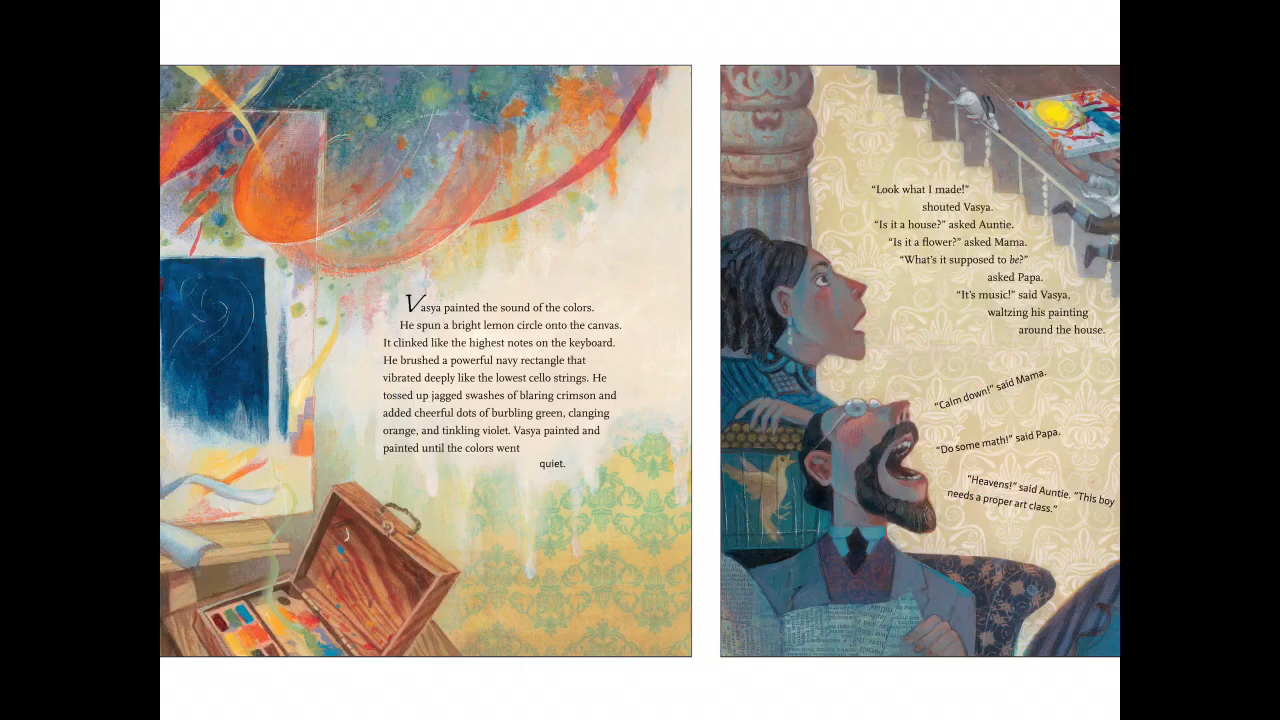 Vasya painted the sound of the colors.
He spun a bright lemon circle onto the canvas.
It clinked like the highest notes on the keyboard.
He brushed a powerful navy rectangle that
vibrated deeply like the lowest cello strings. He
tossed up jagged swashes of blaring crimson and
added cheerful dots of burbling green, clanging
orange, and tinkling violet. Vasya painted and
painted until the colors went
quiet.
“Look what I made!”
shouted Vasya.
“Is it a house?” asked Auntie.
“Is it a flower?” asked Mama.
“What’s it supposed to be?”
asked Papa.
“It’s music!” said Vasya,
waltzing his painting
around the house.
“Calm down!” said Mama.
“Do some math!” said Papa.
“Heavens!” said Auntie. “This boy
needs a proper art class.”